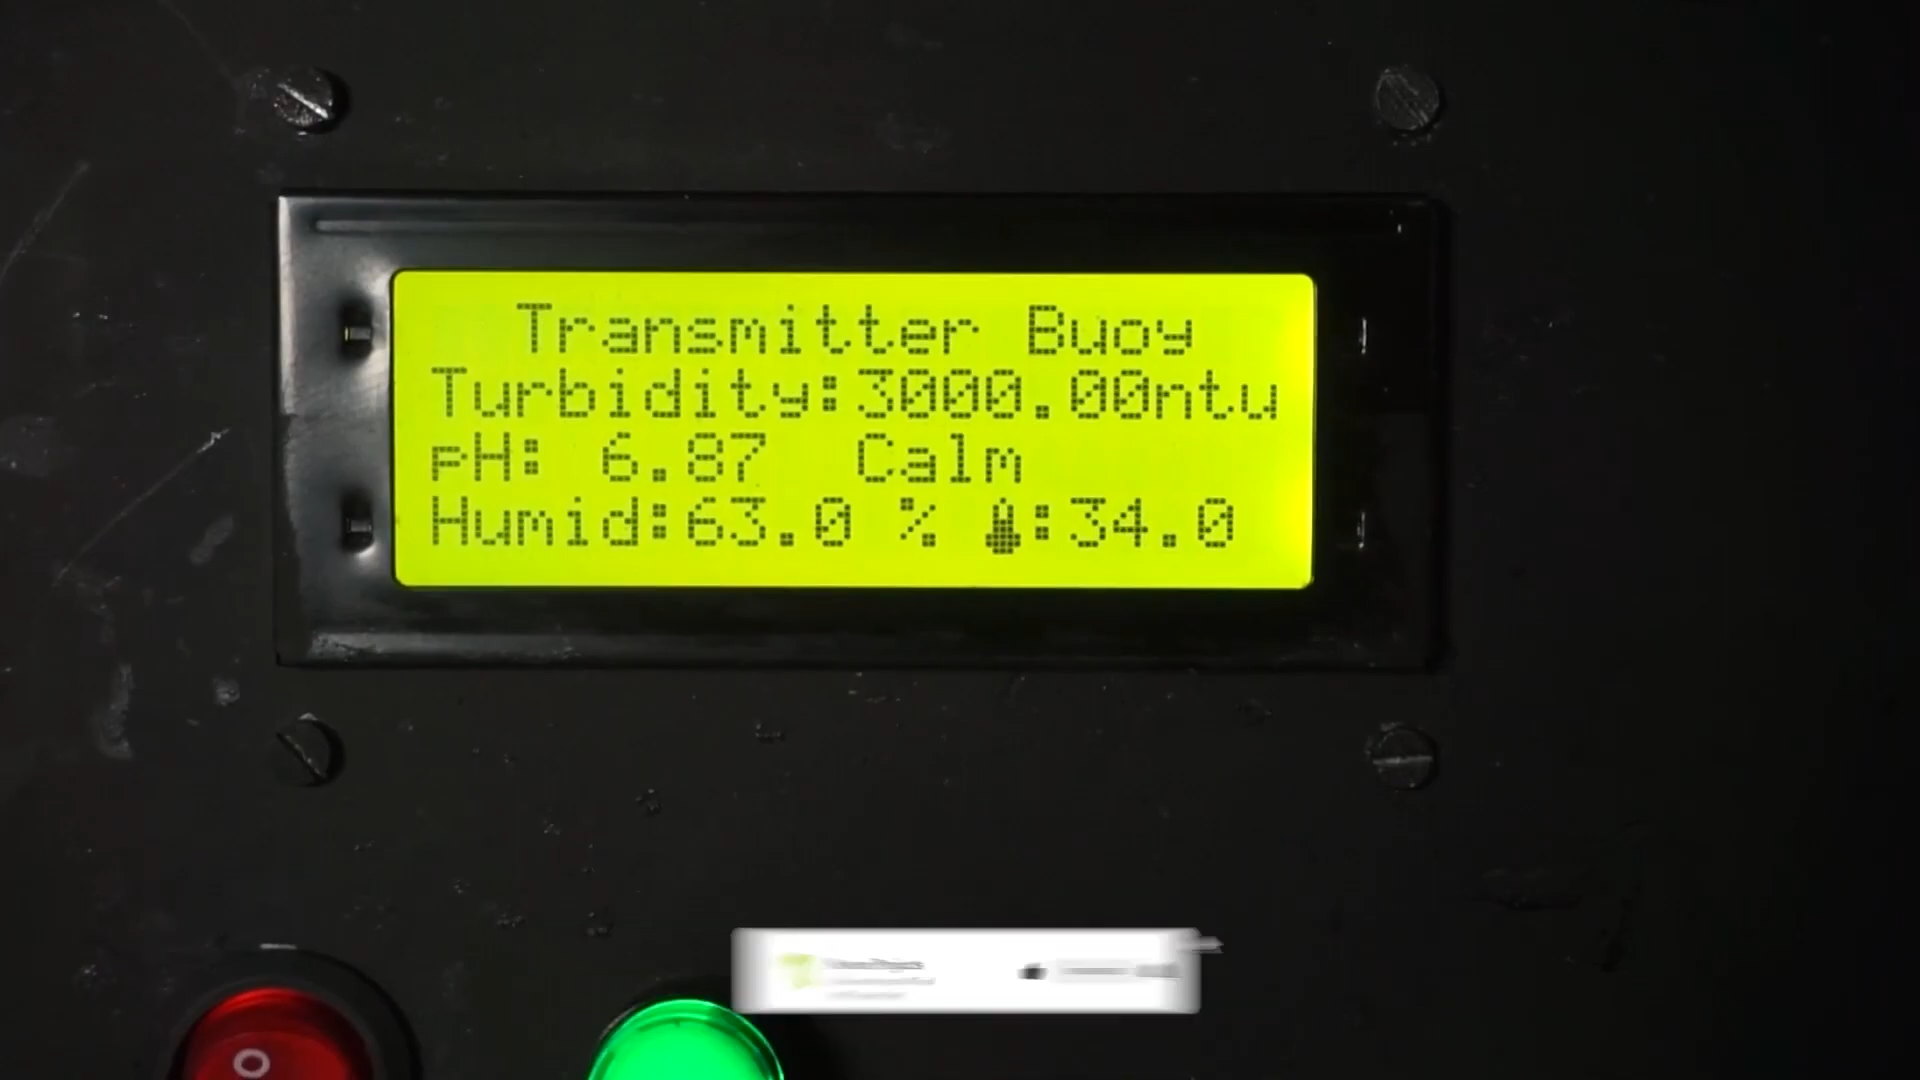 Transmitter Buoy
Turbidity:3000.00ntu
pH: 6.87 Calm
Humid:63.0 % :34.0
O